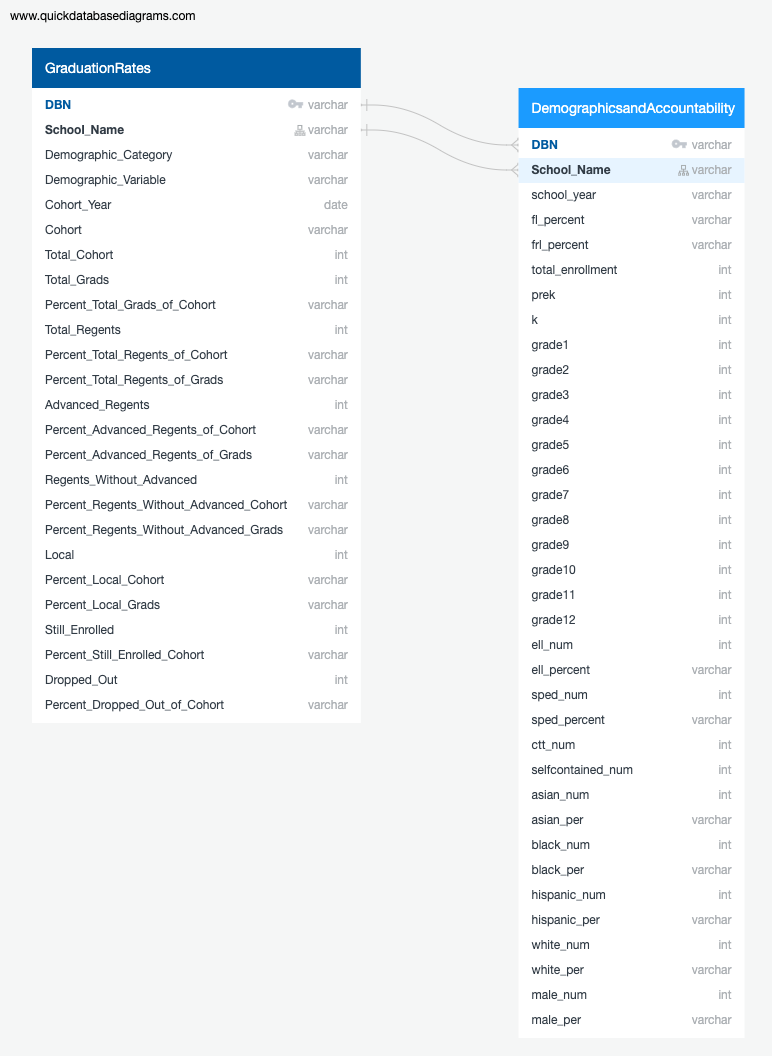 www.quickdatabasediagrams.com
GraduationRates
DBN varchar
School_Name varchar
Demographic_Category varchar
Demographic_Variable varchar
Cohort_Year date
Cohort varchar
Total_Cohort int
Total_Grads int
Percent_Total_Grads_of_Cohort varchar
Total_Regents int
Percent_Total_Regents_of_Cohort varchar
Percent_Total_Regents_of_Grads varchar
Advanced_Regents int
Percent_Advanced_Regents_of_Cohort varchar
Percent_Advanced_Regents_of_Grads varchar
Regents_Without_Advanced int
Percent_Regents_Without_Advanced_Cohort varchar
Percent_Regents_Without_Advanced_Grads varchar
Local int
Percent_Local_Cohort varchar
Percent_Local_Grads varchar
Still_Enrolled int
Percent_Still_Enrolled_Cohort varchar
Dropped_Out int
Percent_Dropped_Out_of_Cohort varchar
DemographicsandAccountability
DBN varchar
School_Name varchar
school_year varchar
fl_percent varchar
frl_percent varchar
total_enrollment int
prek int
k int
grade1 int
grade2 int
grade3 int
grade4 int
grade5 int
grade6 int
grade7 int
grade8 int
grade9 int
grade10 int
grade11 int
grade12 int
ell_num int
ell_percent varchar
sped_num int
sped_percent varchar
ctt_num int
selfcontained_num int
asian_num int
asian_per varchar
black_num int
black_per varchar
hispanic_num int
hispanic_per varchar
white_num int
white_per varchar
male_num int
male_per varchar